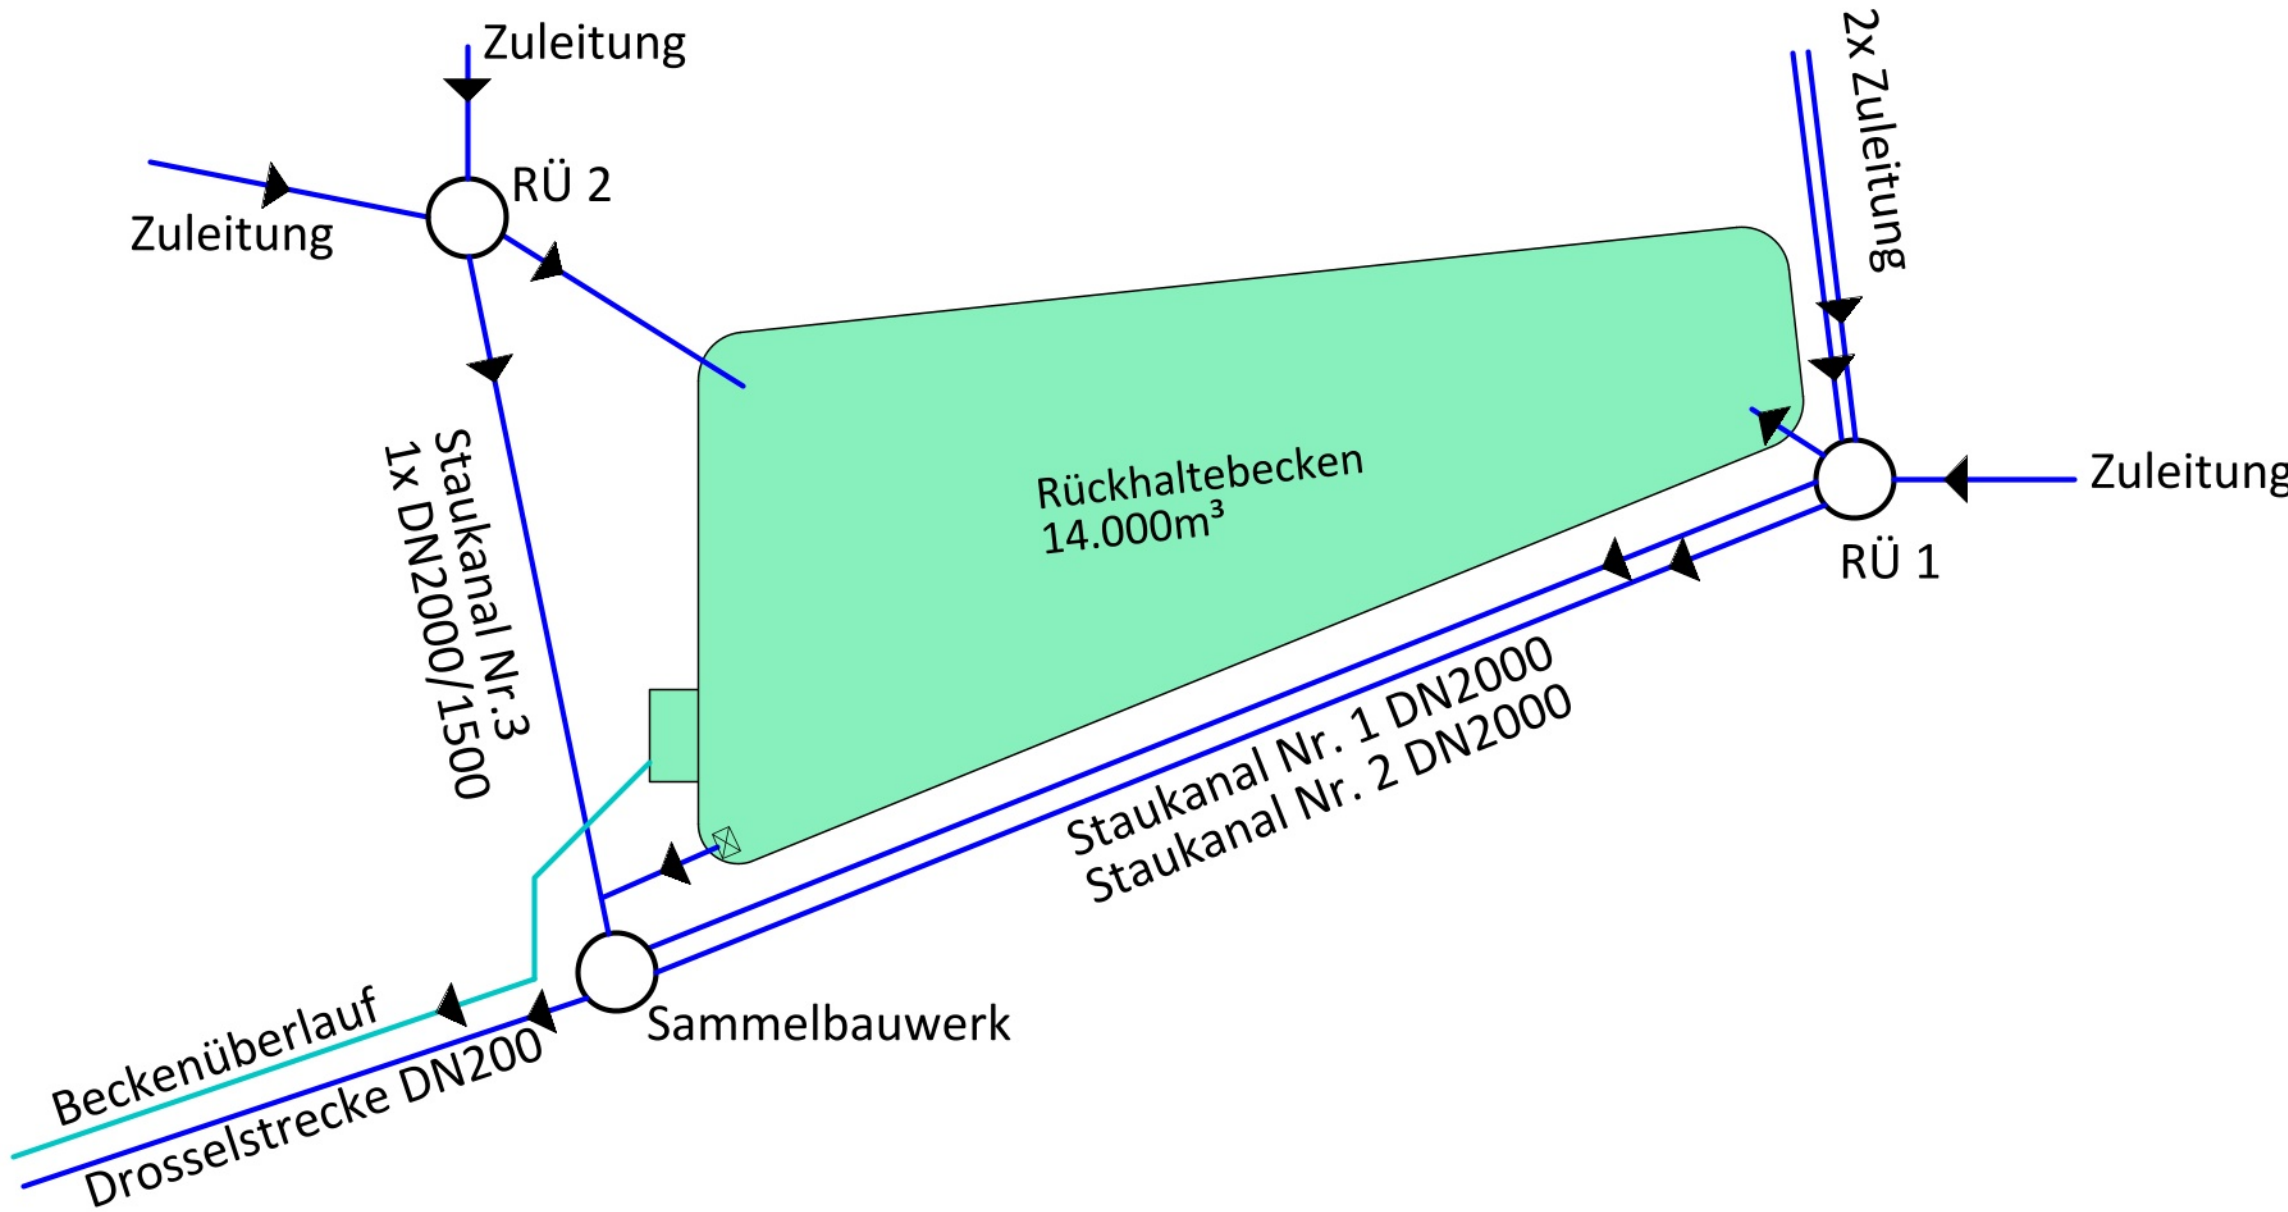 Zuleitung
2x Zuleitung
RÜ 2
Zuleitung
Rückhaltebecken
14.000m³
Zuleitung
RÜ 1
Staukanal Nr.3
1x DN2000/1500
Staukanal Nr. 1 DN2000
Staukanal Nr. 2 DN2000
Sammelbauwerk
Beckenüberlauf
Drosselstrecke DN200